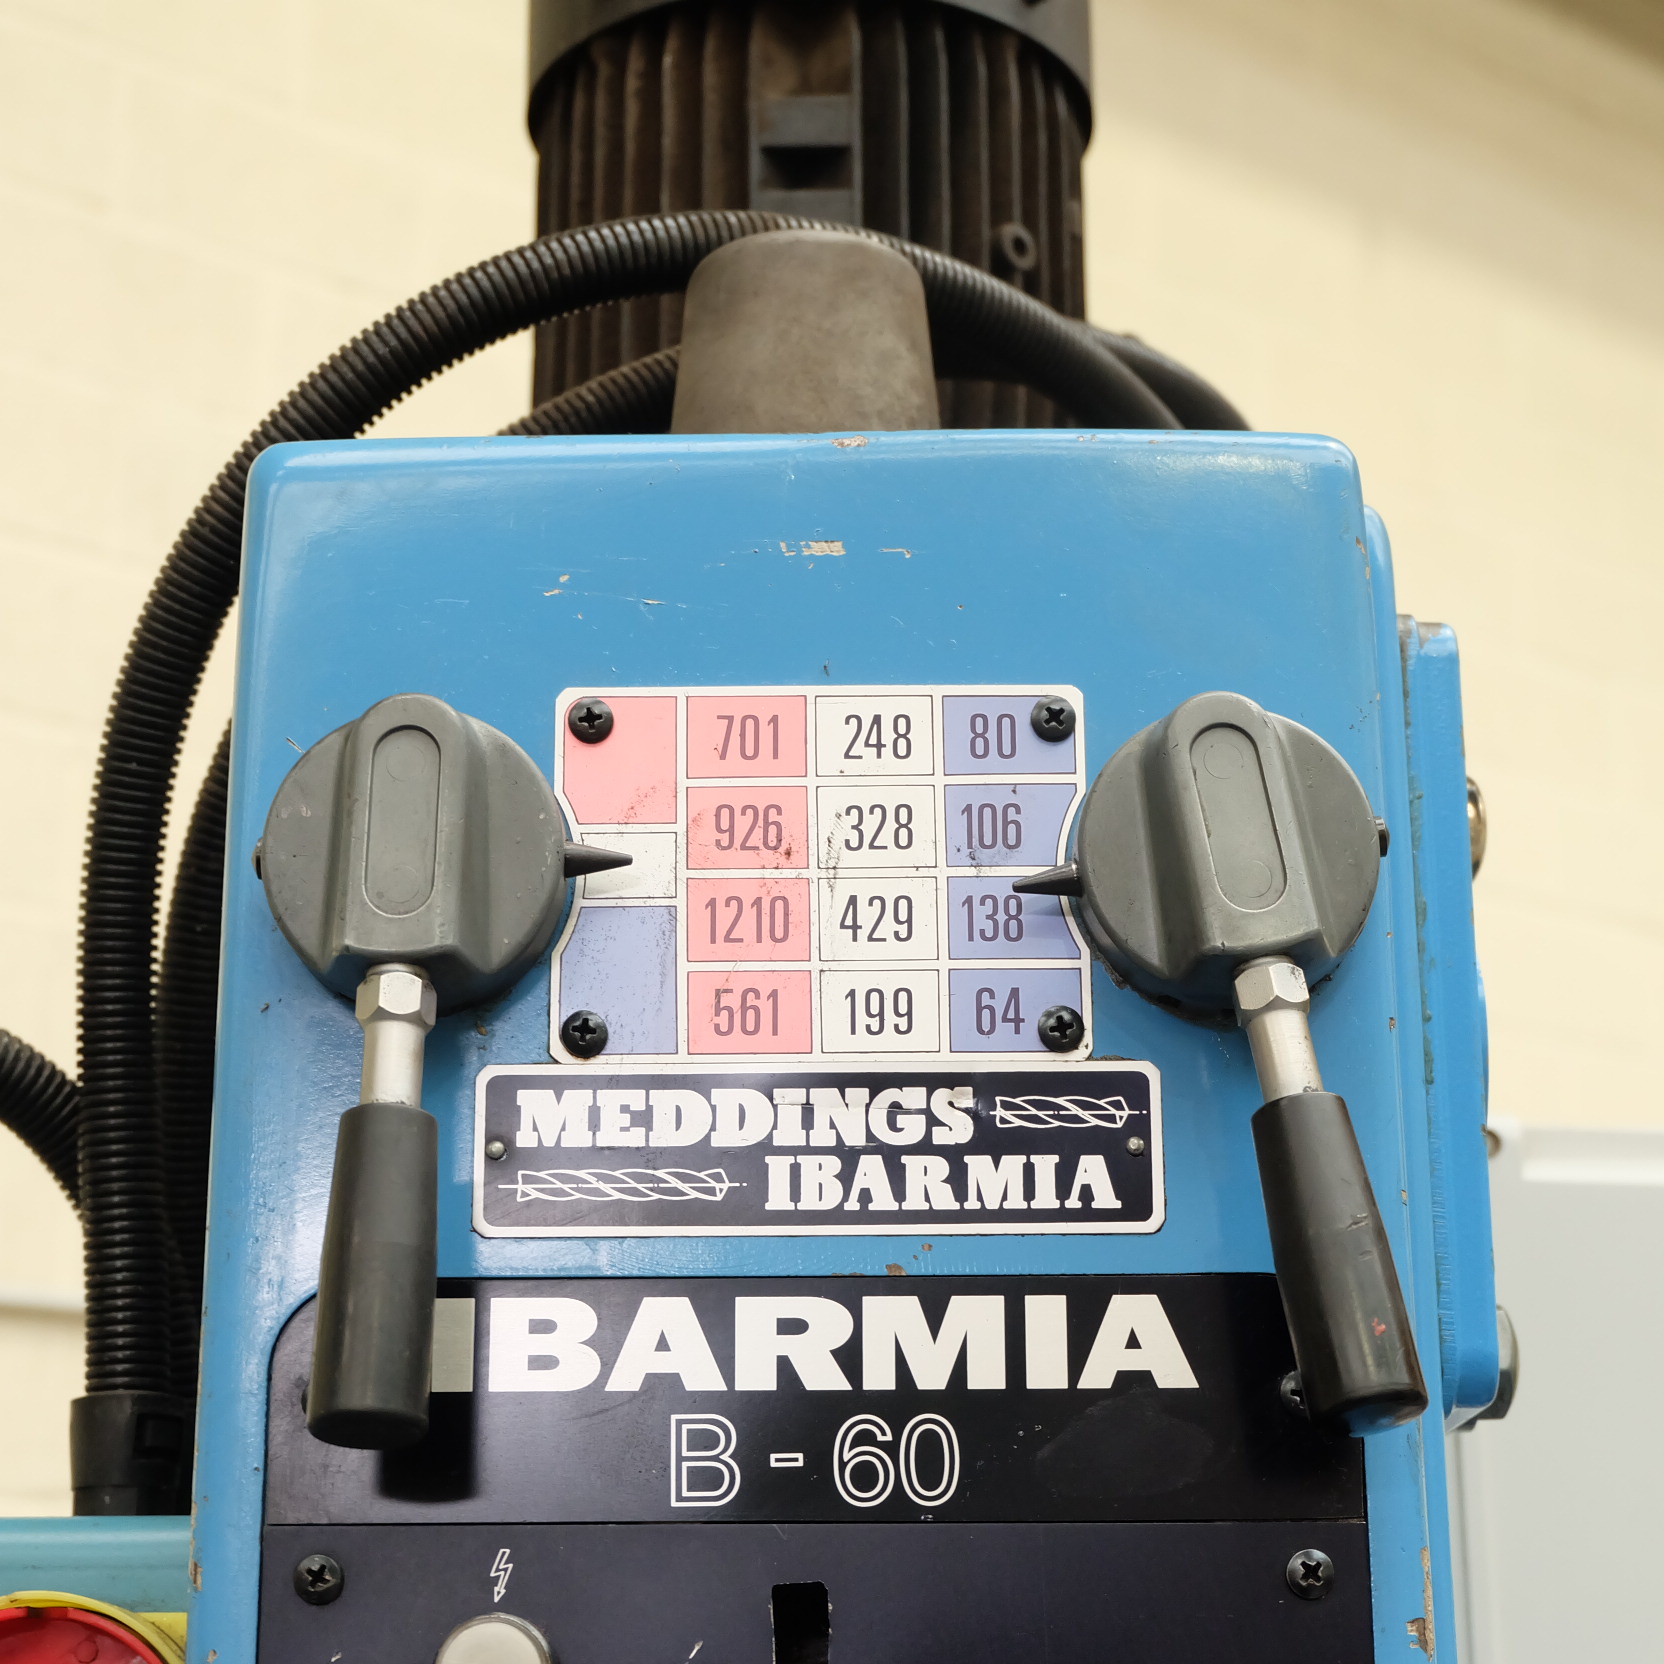 701 248 80
926 328 106
1210 429 138
561 199 64
MEDDINGS
IBARMIA
IBARMIA
B-60